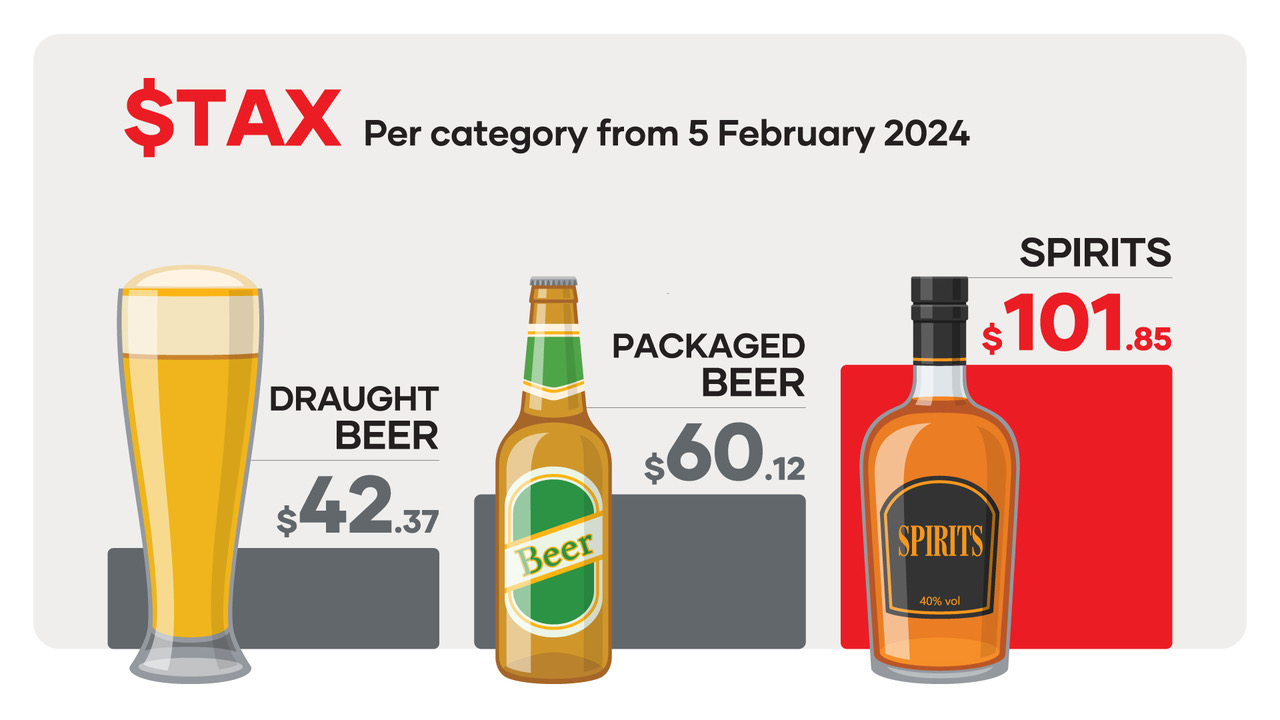 $TAX Per category from 5 February 2024
DRAUGHT
BEER
$42.37
PACKAGED
BEER
$60.12
Beer
SPIRITS
$101.85
SPIRITS
40% vol